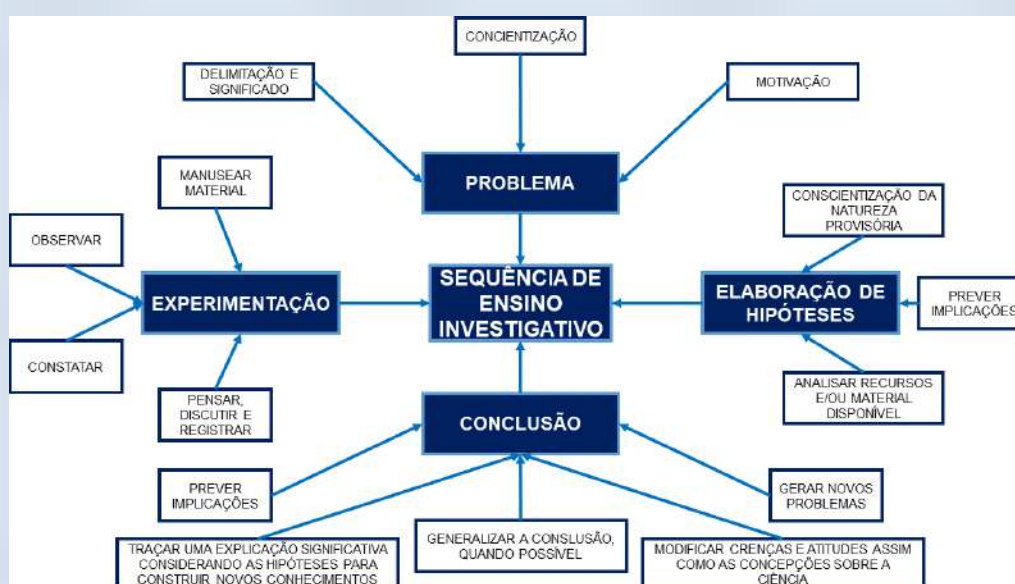 CONCIENTIZAÇÃO
DELIMITAÇÃO E
SIGNIFICADO
MOTIVAÇÃO
PROBLEMA
MANUSEAR
MATERIAL
CONSCIENTIZAÇÃO DA
NATUREZA
PROVISÓRIA
OBSERVAR
EXPERIMENTAÇÃO
SEQUÊNCIA DE
ENSINO
INVESTIGATIVO
ELABORAÇÃO DE
HIPÓTESES
PREVER
IMPLICAÇÕES
CONSTATAR
PENSAR,
DISCUTIR E
REGISTRAR
ANALISAR RECURSOS
E/OU MATERIAL
DISPONÍVEL
CONCLUSÃO
PREVER
IMPLICAÇÕES
GERAR NOVOS
PROBLEMAS
TRAÇAR UMA EXPLICAÇÃO SIGNIFICATIVA
CONSIDERANDO AS HIPÓTESES PARA
CONSTRUIR NOVOS CONHECIMENTOS
GENERALIZAR A CONSLUSÃO,
QUANDO POSSÍVEL
MODIFICAR CRENÇAS E ATITUDES ASSIM
COMO AS CONCEPÇÕES SOBRE A
CIÊNCIA